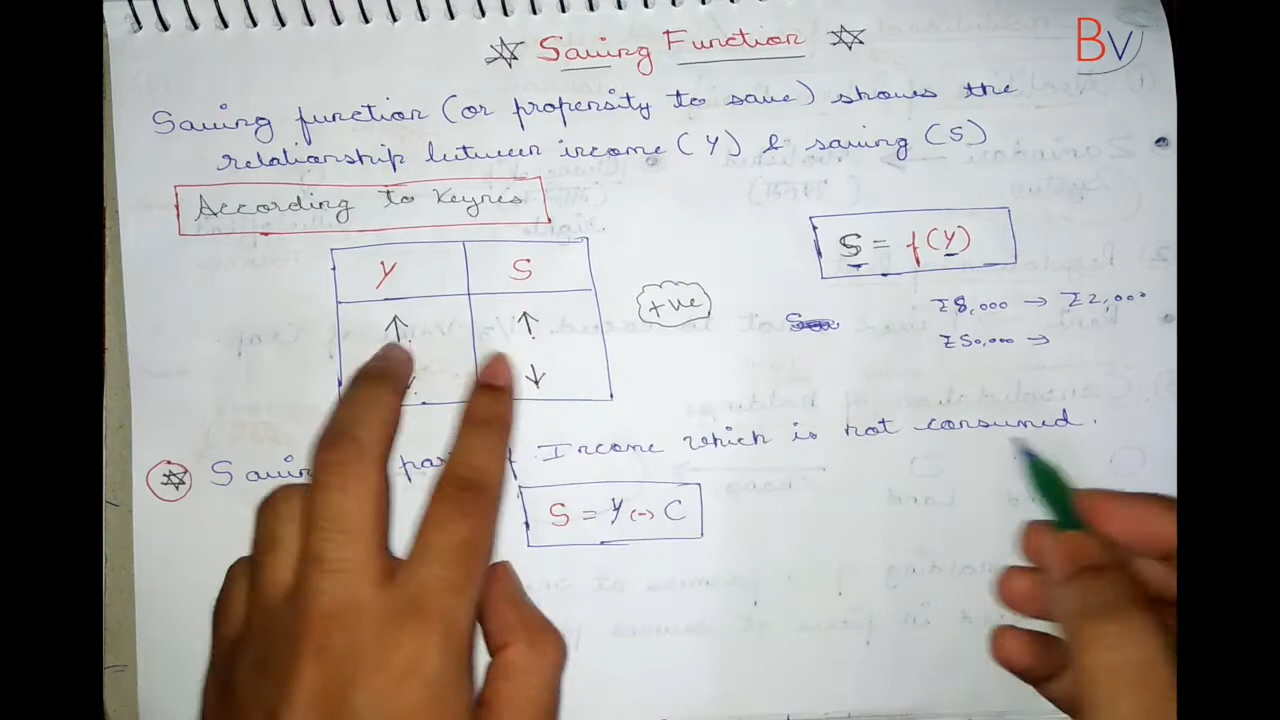 Saving Function
BV
Saving function (or propensity to save) shows the
relationship between income (Y) & saving (S)
According to Keynes
Y S
↑ ↑
↓
+ve
S = f(Y)
₹8,000 → ₹2,000
₹50,000 →
Income which is not consumed.
S = Y (-) C